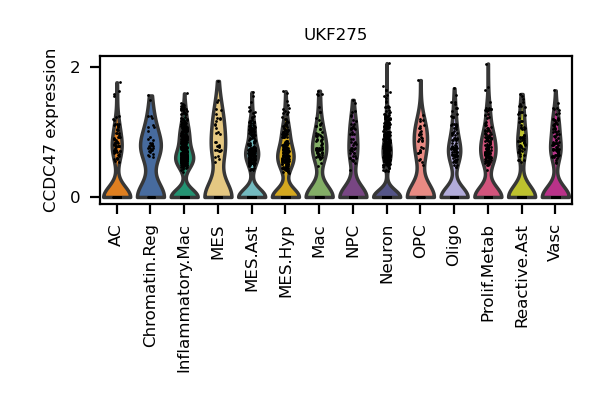 UKF275
CCDC47 expression
2
0
AC
Chromatin.Reg
Inflammatory.Mac
MES
MES.Ast
MES.Hyp
Mac
NPC
Neuron
OPC
Oligo
Prolif.Metab
Reactive.Ast
Vasc